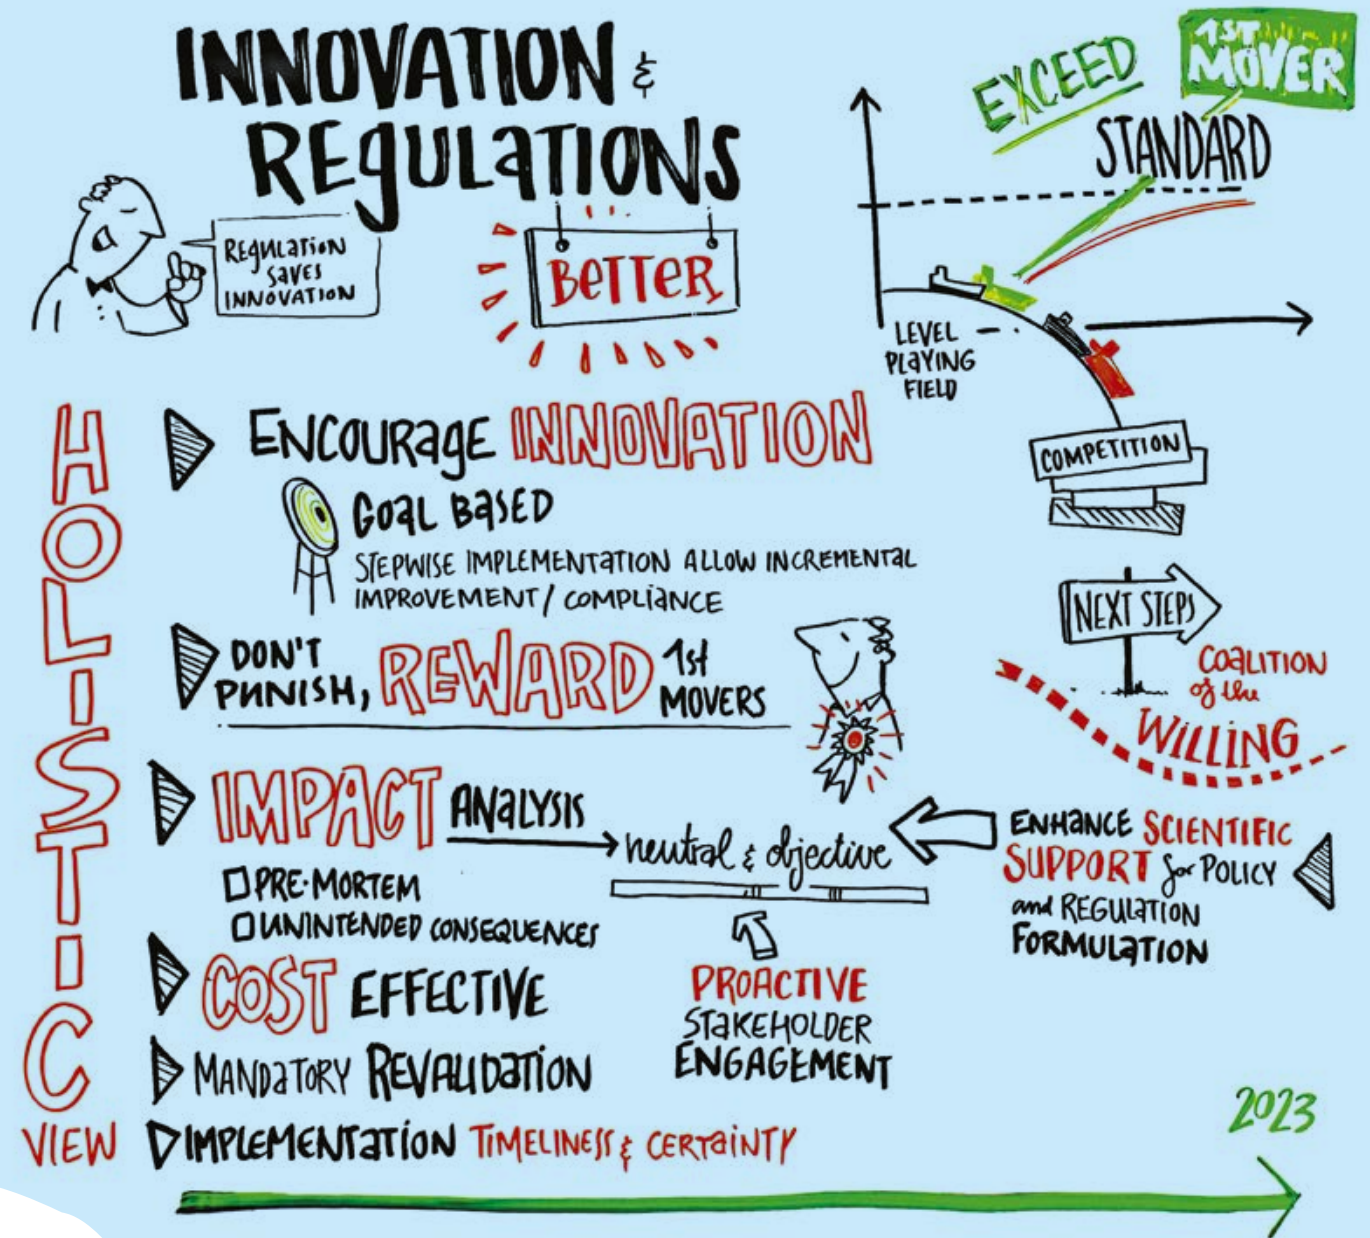 INNOVATION &
REGULATIONS
REGULATION
SAVES
INNOVATION
BETTER
EXCEED
1ST
MOVER
STANDARD
LEVEL
PLAYING
FIELD
COMPETITION
NEXT STEPS
COALITION
of the
WILLING
HOLISTIC
VIEW
ENCOURAGE INNOVATION
GOAL BASED
STEPWISE IMPLEMENTATION ALLOW INCREMENTAL
IMPROVEMENT / COMPLIANCE
DON'T
PUNISH, REWARD 1st
MOVERS
IMPACT ANALYSIS
neutral & objective
PRE-MORTEM
UNINTENDED CONSEQUENCES
ENHANCE SCIENTIFIC
SUPPORT for POLICY
and REGULATION
FORMULATION
PROACTIVE
STAKEHOLDER
ENGAGEMENT
COST EFFECTIVE
MANDATORY REVALIDATION
IMPLEMENTATION TIMELINESS & CERTAINTY
2023